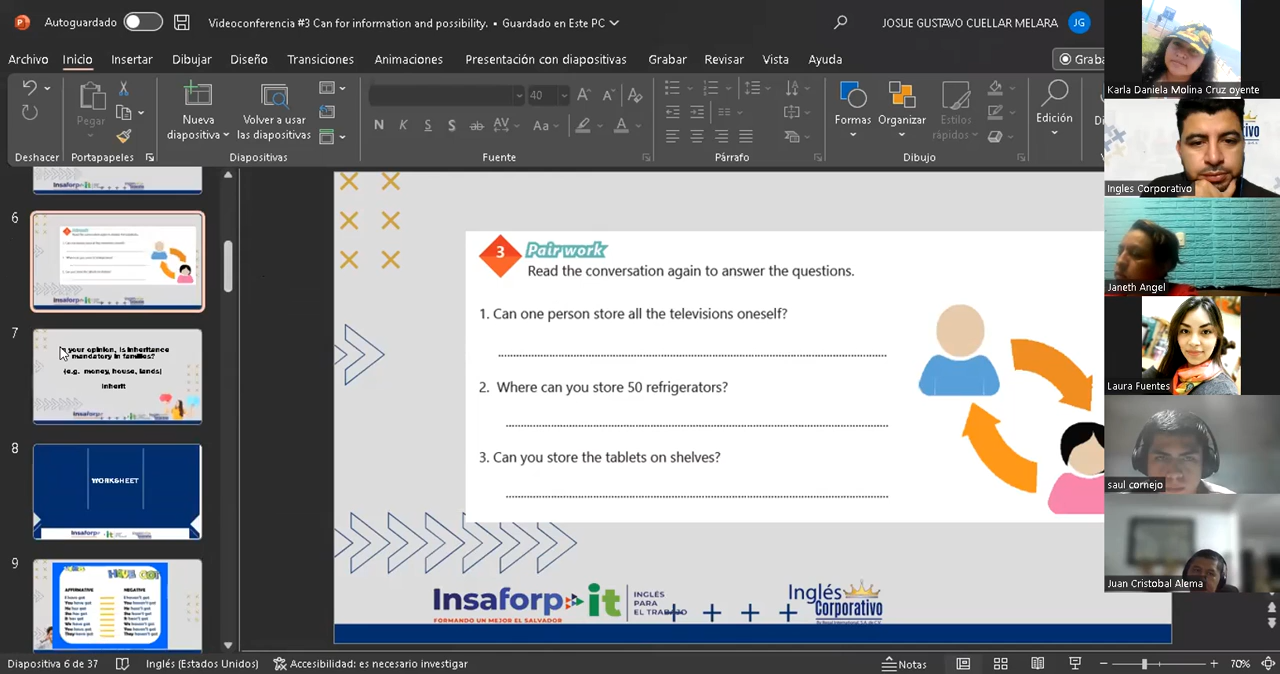 Autoguardado
Videoconferencia #3 Can for information and possibility. • Guardado en Este PC
JOSUE GUSTAVO CUELLAR MELARA
JG
Archivo Inicio Insertar Dibujar Diseño Transiciones Animaciones Presentación con diapositivas Grabar Revisar Vista Ayuda
Graba
Pegar
Nueva diapositiva
Volver a usar las diapositivas
40
N K S S ab AV Aa A
Formas
Organizar
Estilos rápidos
Edición
Deshacer
Portapapeles
Diapositivas
Fuente
Párrafo
Dibujo
6
7
your opinion, is inheritance
mandatory in families?
(e.g. money, house, lands)
Inherit
8
WORKSHEET
9
AFFIRMATIVE NEGATIVE
3 Pair work
Read the conversation again to answer the questions.
1. Can one person store all the televisions oneself?
2. Where can you store 50 refrigerators?
3. Can you store the tablets on shelves?
Insaforp it
INGLÉS
PARA
EL TRABAJO
FORMANDO UN MEJOR EL SALVADOR
Inglés
Corporativo
Karla Daniela Molina Cruz oyente
Ingles Corporativo
Janeth Angel
Laura Fuentes
saul cornejo
Juan Cristobal Alema
Diapositiva 6 de 37
Inglés (Estados Unidos)
Accesibilidad: es necesario investigar
Notas
70%